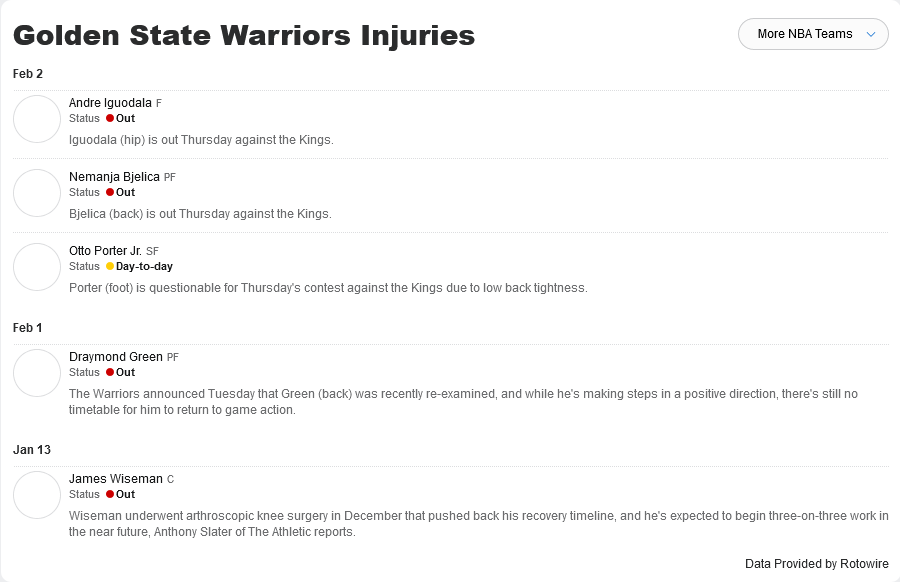 Golden State Warriors Injuries
More NBA Teams
Feb 2
Andre Iguodala F
Status Out
Iguodala (hip) is out Thursday against the Kings.
Nemanja Bjelica PF
Status Out
Bjelica (back) is out Thursday against the Kings.
Otto Porter Jr. SF
Status Day-to-day
Porter (foot) is questionable for Thursday's contest against the Kings due to low back tightness.
Feb 1
Draymond Green PF
Status Out
The Warriors announced Tuesday that Green (back) was recently re-examined, and while he's making steps in a positive direction, there's still no
timetable for him to return to game action.
Jan 13
James Wiseman C
Status Out
Wiseman underwent arthroscopic knee surgery in December that pushed back his recovery timeline, and he's expected to begin three-on-three work in
the near future, Anthony Slater of The Athletic reports.
Data Provided by Rotowire